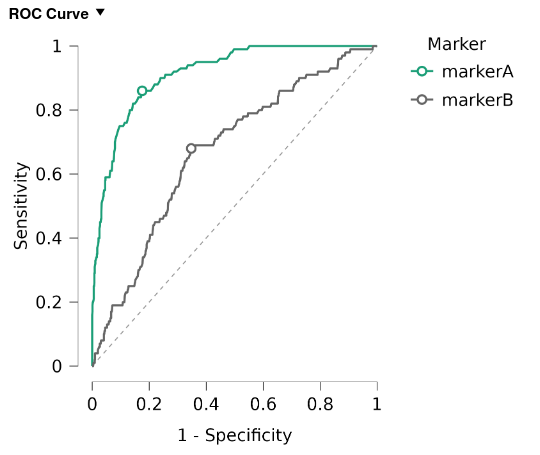 ROC Curve ▼
Marker
markerA
markerB
Sensitivity
1
0.8
0.6
0.4
0.2
0
0 0.2 0.4 0.6 0.8 1
1 - Specificity